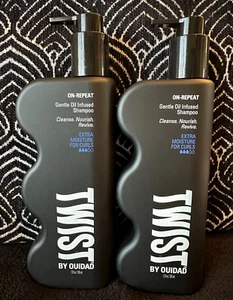 ON-REPEAT
Gentle Oil Infused
Shampoo
Cleanse. Nourish.
Revive.
EXTRA
MOISTURE
FOR CURLS
TWIST
BY OUIDAD
ON-REPEAT
Gentle Oil Infused
Shampoo
Cleanse. Nourish.
Revive.
EXTRA
MOISTURE
FOR CURLS
TWIST
BY OUIDAD